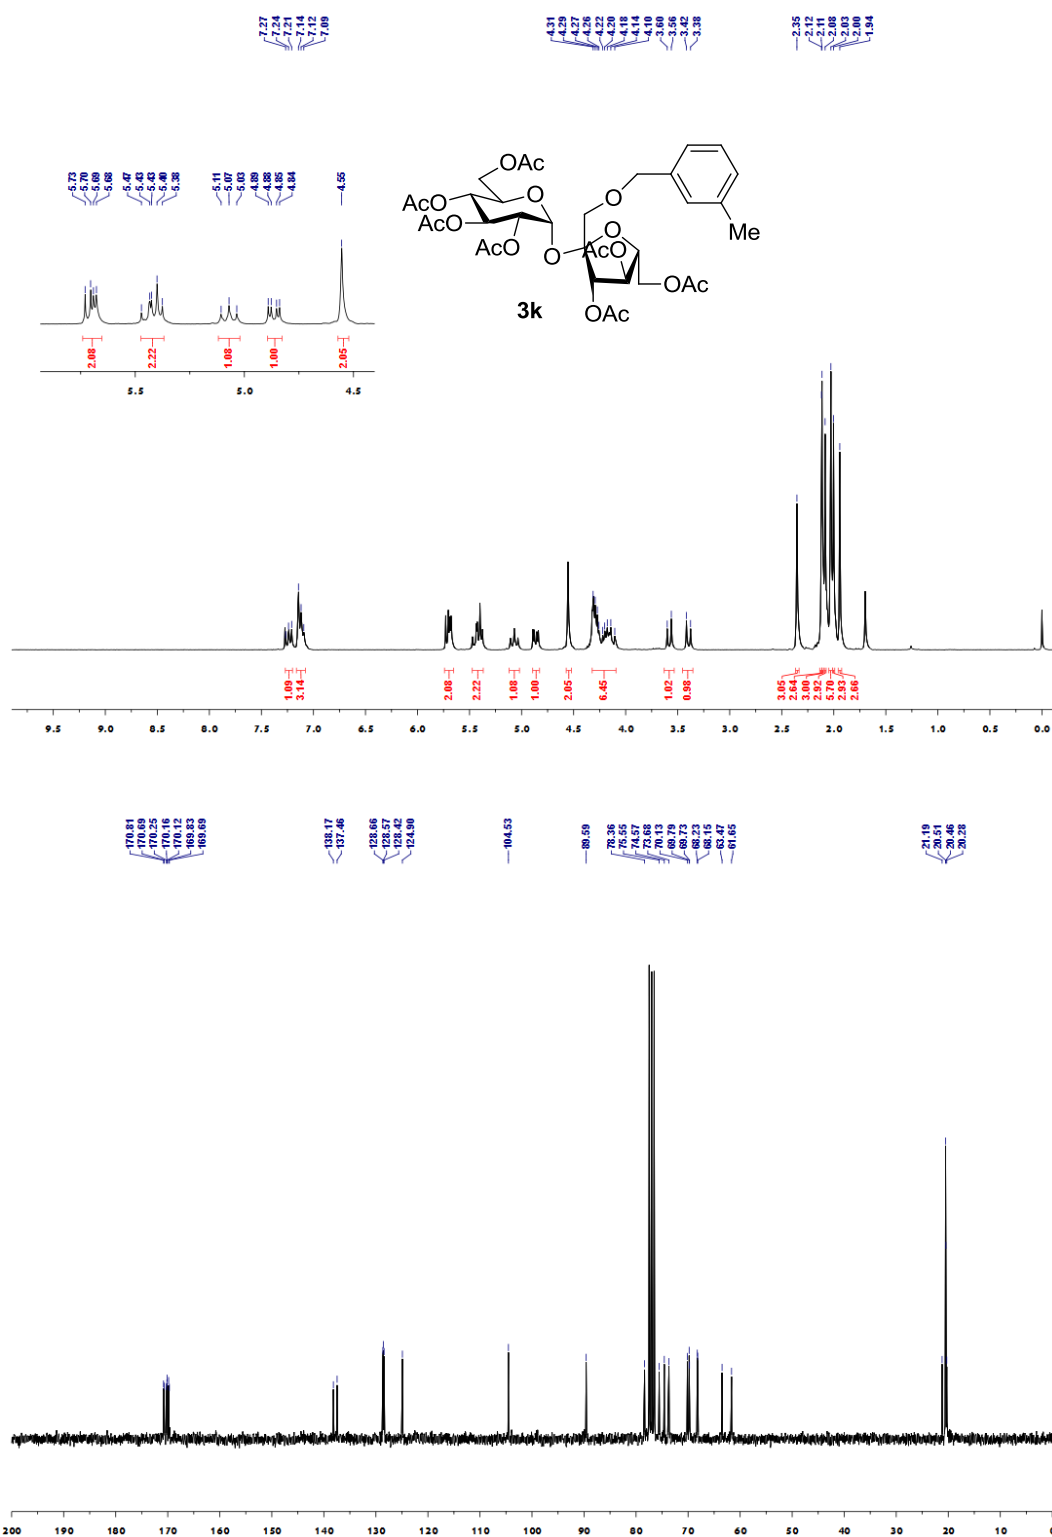 7.27 7.24 7.21 7.14 7.12 7.09
4.31 4.29 4.27 4.26 4.22 4.20 4.18 4.14 4.10 3.60 3.56 3.42 3.38
2.35 2.12 2.11 2.08 2.03 2.00 1.94
5.73 5.70 5.69 5.68 5.47 5.43 5.43 5.40 5.38 5.11 5.07 5.03 4.89 4.88 4.85 4.84 4.55
OAc
O
AcO
AcO
AcO
O
O
O
AcO
OAc
OAc
Me
3k
2.08 2.22 1.08 1.00 2.05
5.5 5.0 4.5
1.09 3.14 2.08 2.22 1.08 1.00 2.05 6.45 1.02 0.98 3.05 2.64 3.00 2.92 5.70 2.93 2.66
9.5 9.0 8.5 8.0 7.5 7.0 6.5 6.0 5.5 5.0 4.5 4.0 3.5 3.0 2.5 2.0 1.5 1.0 0.5 0.0
170.81 170.69 170.25 170.16 170.12 169.83 169.69
138.17 137.46 128.66 128.57 128.42 124.90
104.53
89.59 78.36 75.55 74.57 73.68 70.13 69.79 69.73 68.23 68.15 63.47 61.65
21.19 20.51 20.46 20.28
200 190 180 170 160 150 140 130 120 110 100 90 80 70 60 50 40 30 20 10